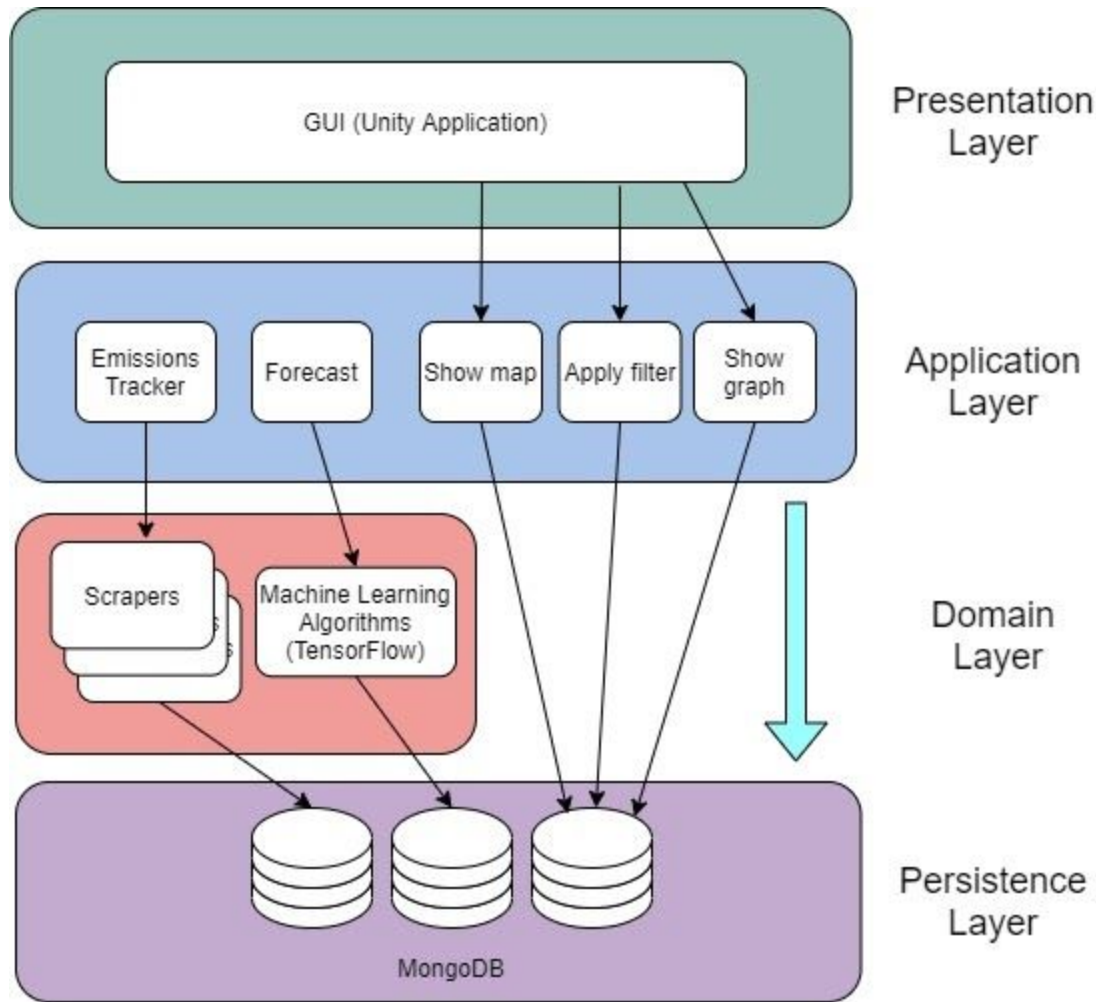 GUI (Unity Application)
Presentation
Layer
Emissions
Tracker
Forecast
Show map
Apply filter
Show
graph
Application
Layer
Scrapers
s
s
Machine Learning
Algorithms
(TensorFlow)
Domain
Layer
MongoDB
Persistence
Layer